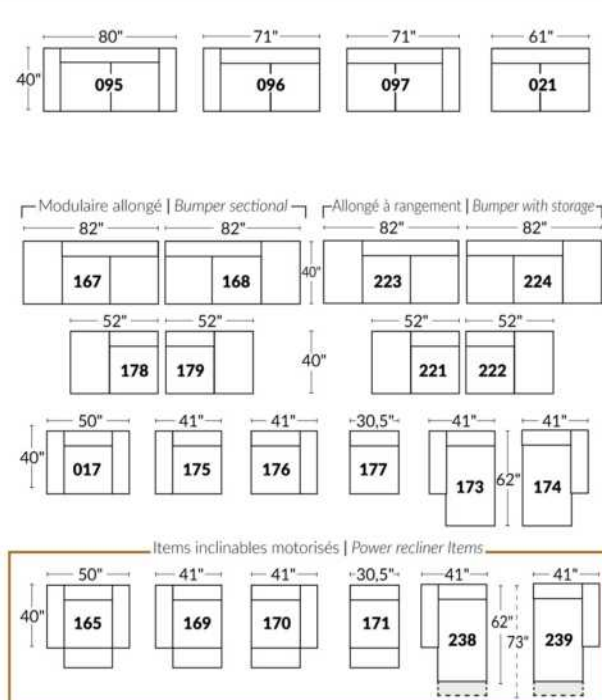 80" 71" 71" 61"
40" 095 096 097 021
Modulaire allongé | Bumper sectional Allongé à rangement | Bumper with storage
82" 82" 82" 82"
167 168 40" 223 224
52" 52" 52" 52"
178 179 40" 221 222
50" 41" 41" 30,5" 41" 41"
40" 017 175 176 177 173 62" 174
Items inclinables motorisés | Power recliner Items
50" 41" 41" 30,5" 41" 41"
40" 165 169 170 171 238 62" 73" 239